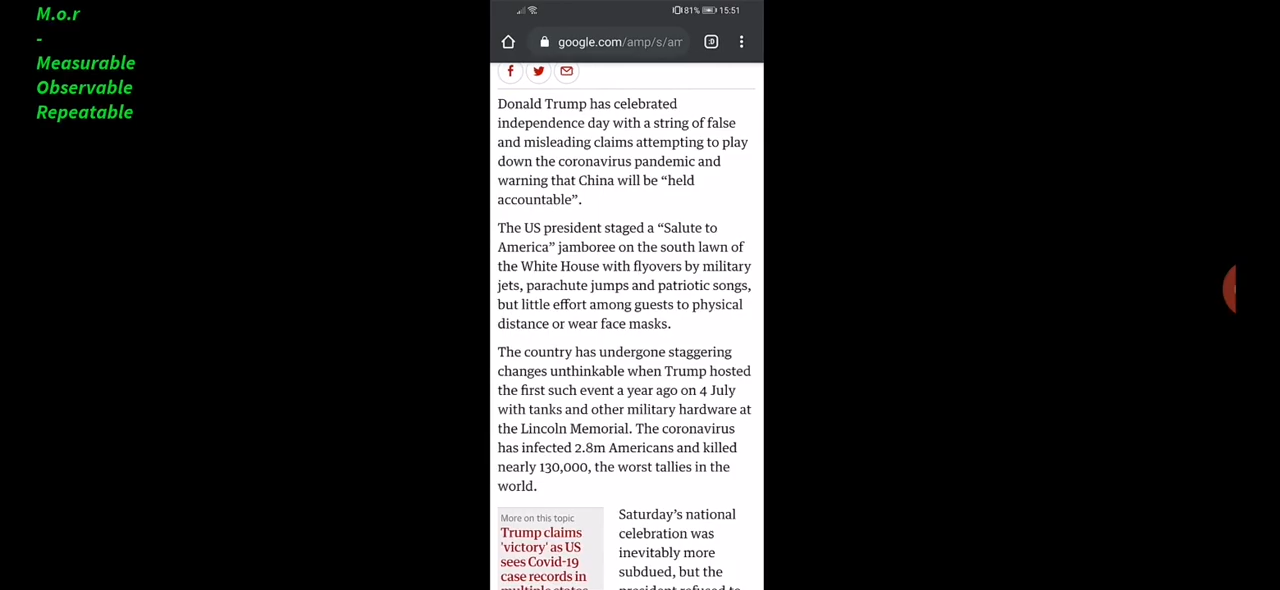 M.o.r
-
Measurable
Observable
Repeatable
81% 15:51
google.com/amp/s/am
:D
Donald Trump has celebrated
independence day with a string of false
and misleading claims attempting to play
down the coronavirus pandemic and
warning that China will be “held
accountable”.
The US president staged a “Salute to
America” jamboree on the south lawn of
the White House with flyovers by military
jets, parachute jumps and patriotic songs,
but little effort among guests to physical
distance or wear face masks.
The country has undergone staggering
changes unthinkable when Trump hosted
the first such event a year ago on 4 July
with tanks and other military hardware at
the Lincoln Memorial. The coronavirus
has infected 2.8m Americans and killed
nearly 130,000, the worst tallies in the
world.
More on this topic
Trump claims
'victory' as US
sees Covid-19
case records in
multiple states
Saturday’s national
celebration was
inevitably more
subdued, but the
president refused to